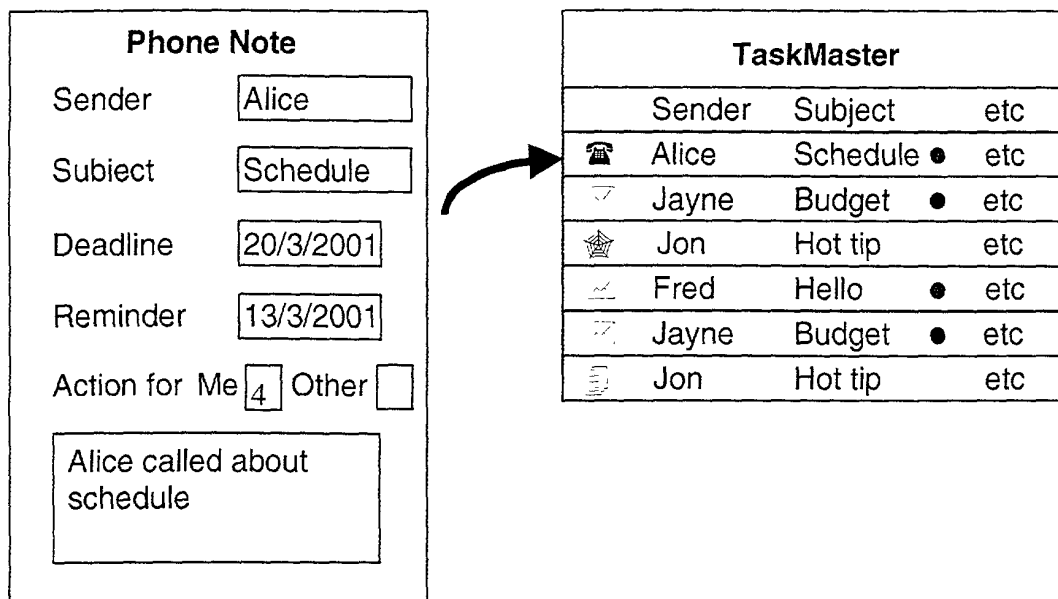 Phone Note
Sender Alice
Subiect Schedule
Deadline 20/3/2001
Reminder 13/3/2001
Action for Me 4 Other
Alice called about
schedule
TaskMaster
Sender Subject etc
Alice Schedule ● etc
Jayne Budget ● etc
Jon Hot tip etc
Fred Hello ● etc
Jayne Budget ● etc
Jon Hot tip etc